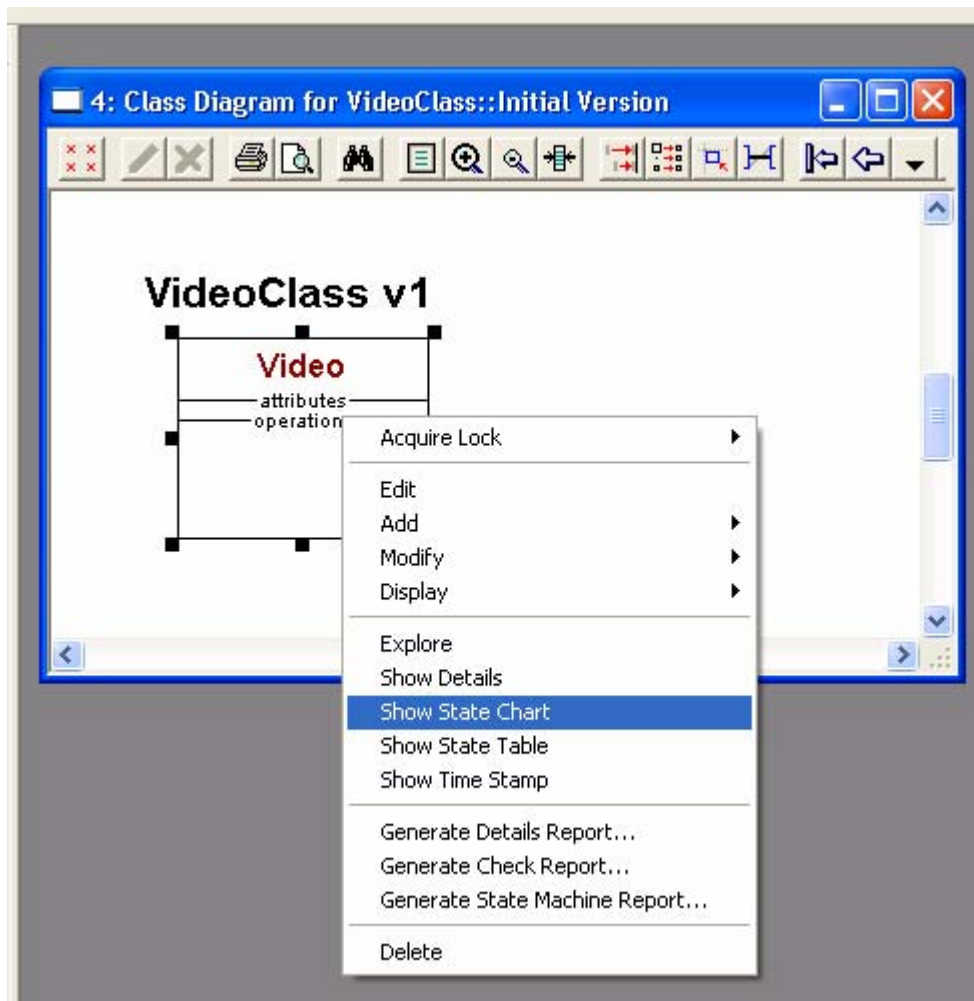 4: Class Diagram for VideoClass::Initial Version
VideoClass v1
Video
attributes
operation
Acquire Lock
Edit
Add
Modify
Display
Explore
Show Details
Show State Chart
Show State Table
Show Time Stamp
Generate Details Report...
Generate Check Report...
Generate State Machine Report...
Delete